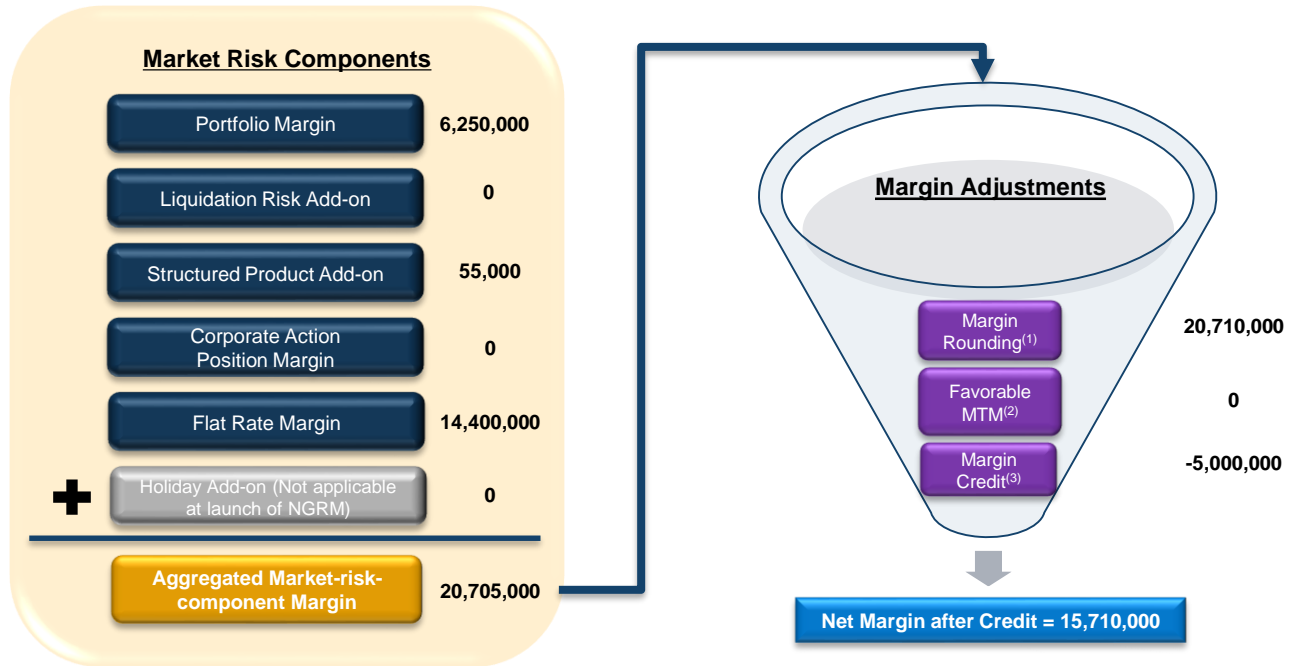 Market Risk Components
Portfolio Margin 6,250,000
Liquidation Risk Add-on 0
Structured Product Add-on 55,000
Corporate Action
Position Margin 0
Flat Rate Margin 14,400,000
Holiday Add-on (Not applicable
at launch of NGRM) 0
Aggregated Market-risk-
component Margin 20,705,000
Margin Adjustments
Margin
Rounding(1) 20,710,000
Favorable
MTM(2) 0
Margin
Credit(3) -5,000,000
Net Margin after Credit = 15,710,000